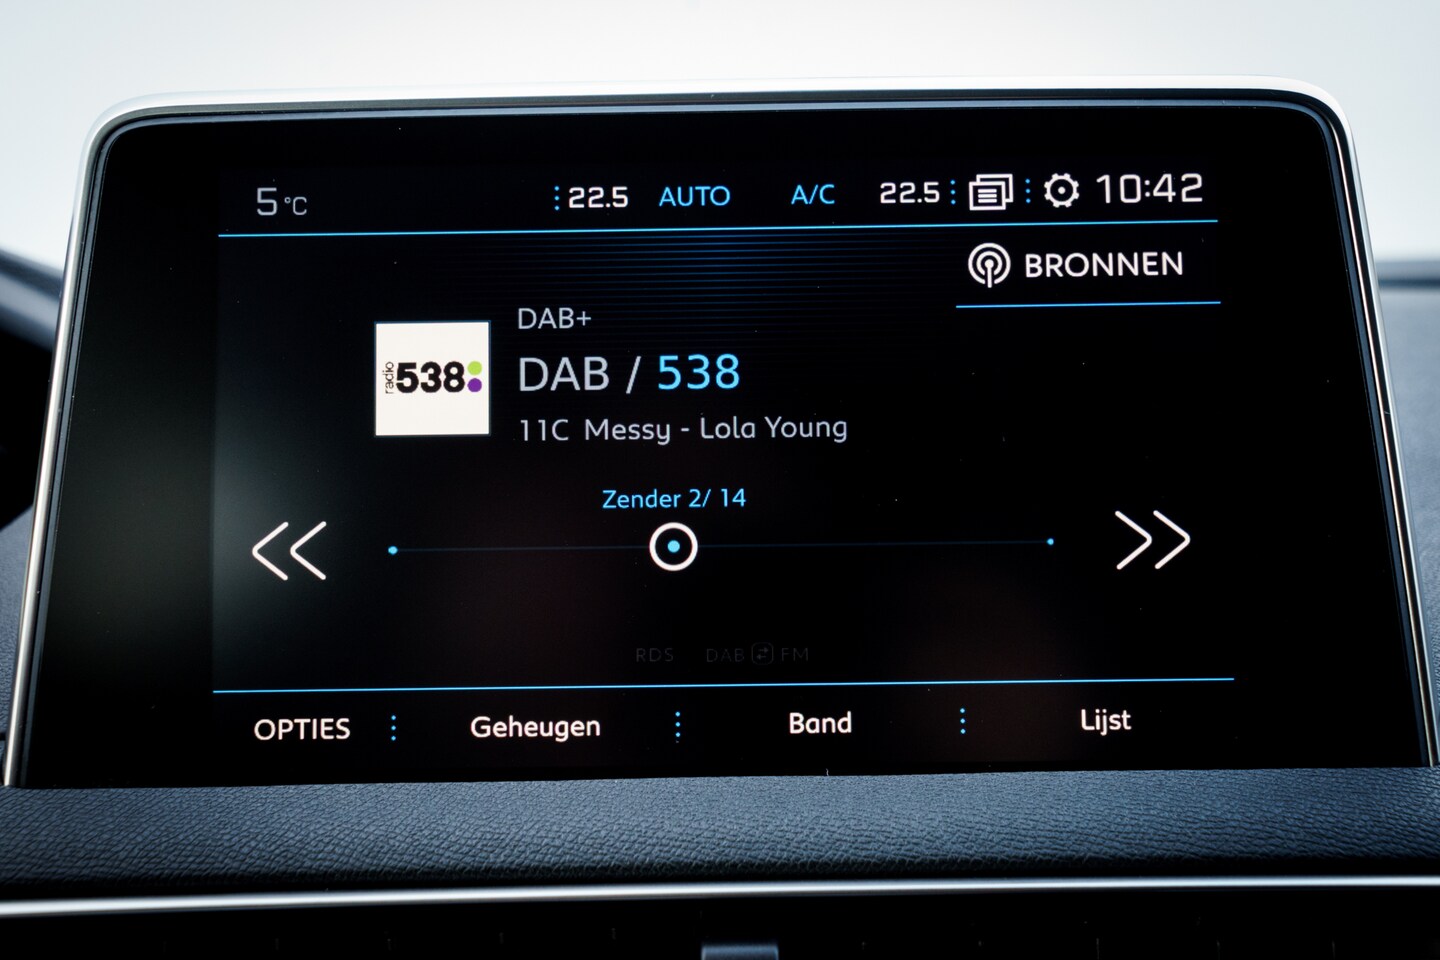 5 °C 22.5 AUTO A/C 22.5 10:42
BRONNEN
DAB+
radio 538
DAB / 538
11C Messy - Lola Young
Zender 2/ 14
RDS DAB FM
OPTIES Geheugen Band Lijst